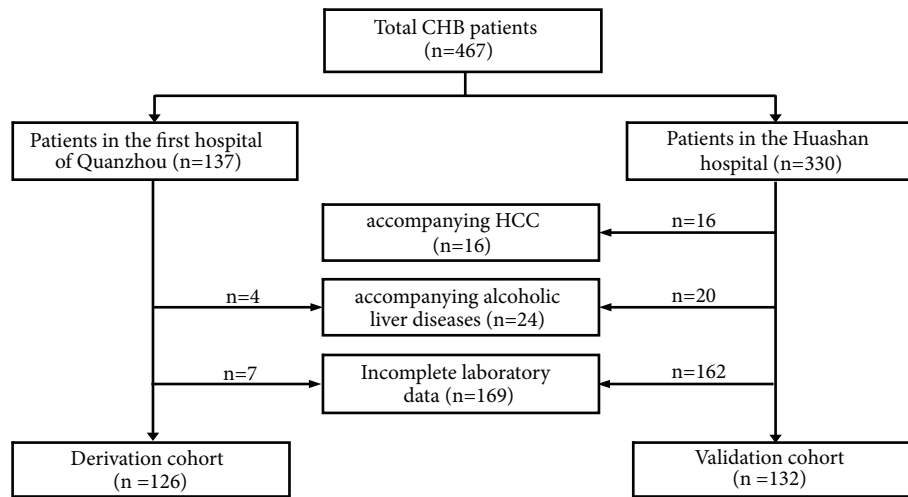 Total CHB patients
(n=467)
Patients in the first hospital
of Quanzhou (n=137)
Patients in the Huashan
hospital (n=330)
accompanying HCC
(n=16)
n=16
n=4
accompanying alcoholic
liver diseases (n=24)
n=20
n=7
Incomplete laboratory
data (n=169)
n=162
Derivation cohort
(n =126)
Validation cohort
(n =132)